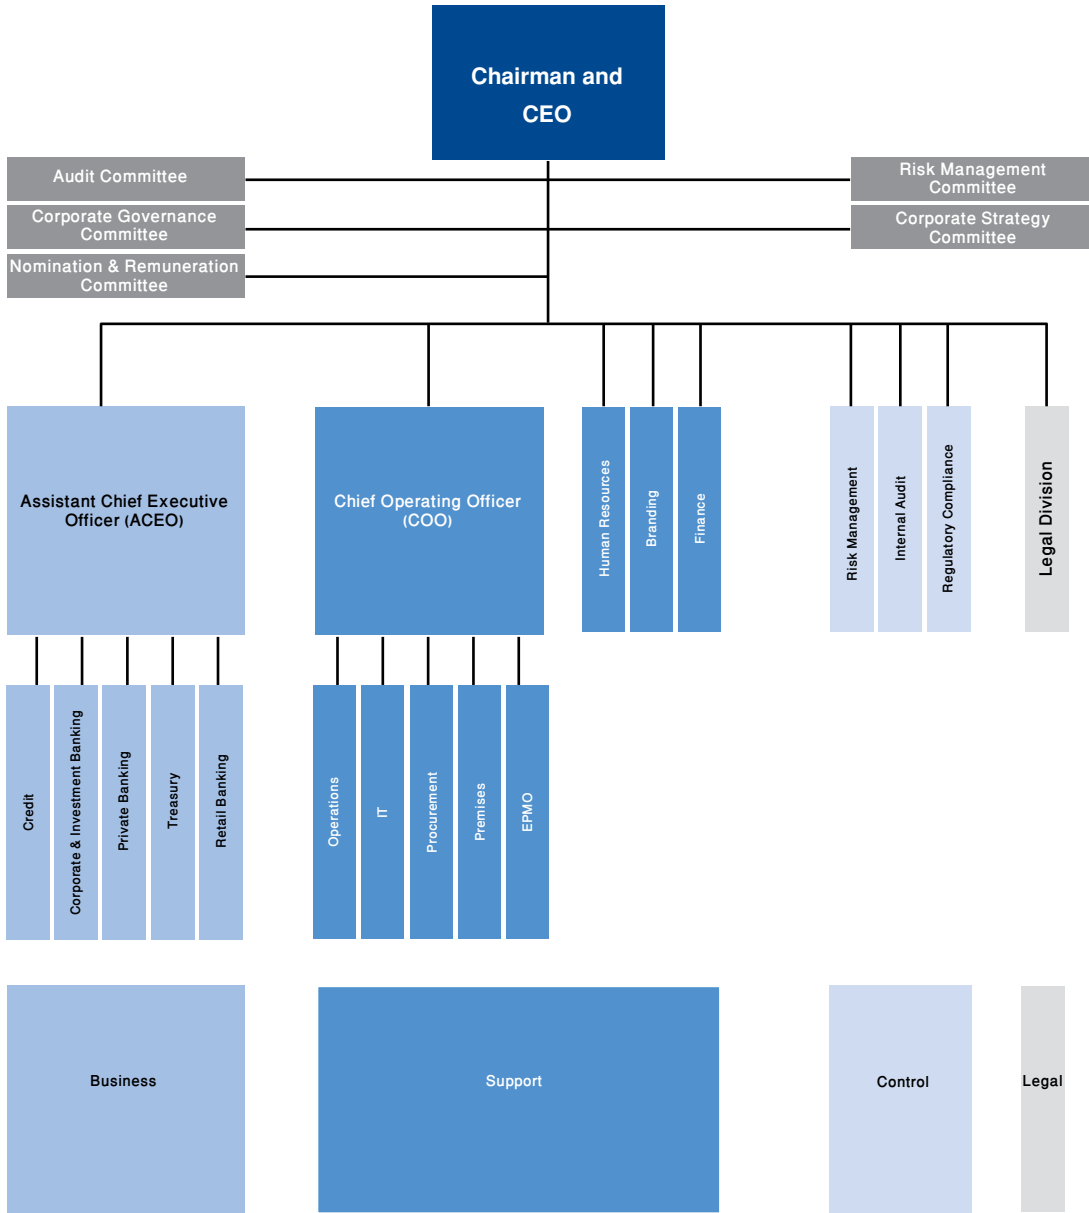 Chairman and
CEO
Audit Committee
Risk Management
Committee
Corporate Governance
Committee
Corporate Strategy
Committee
Nomination & Remuneration
Committee
Assistant Chief Executive
Officer (ACEO)
Chief Operating Officer
(COO)
Human Resources
Branding
Finance
Risk Management
Internal Audit
Regulatory Compliance
Legal Division
Credit
Corporate & Investment Banking
Private Banking
Treasury
Retail Banking
Operations
IT
Procurement
Premises
EPMO
Business
Support
Control
Legal